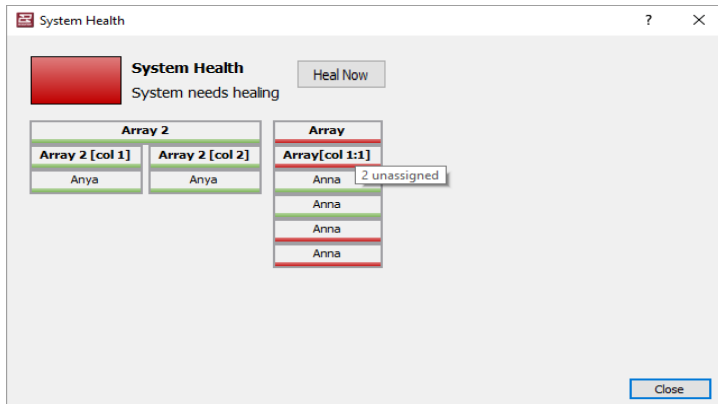 System Health
?
System Health
Heal Now
System needs healing
Array 2
Array
Array 2 [col 1]
Array 2 [col 2]
Array[col 1:1]
2 unassigned
Anya
Anya
Anna
Anna
Anna
Anna
Close